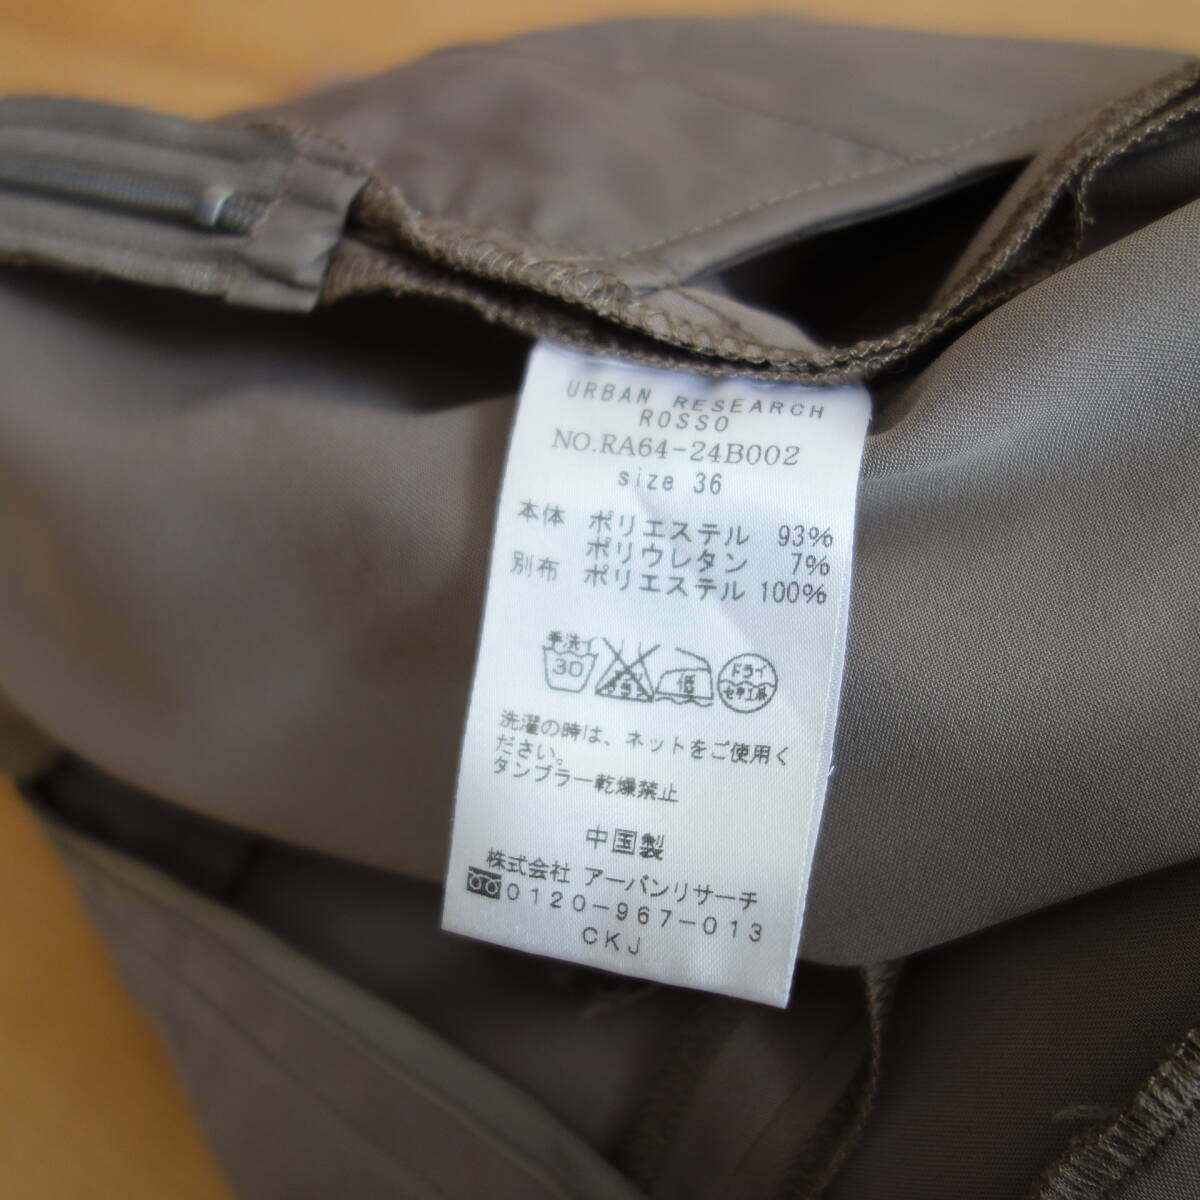 URBAN RESEARCH
ROSSO
NO.RA64-24B002
size 36
本体 ポリエステル 93%
ポリウレタン 7%
別布 ポリエステル 100%
手洗イ
30
低
ドライ
セキユ系
洗濯の時は、ネットをご使用く
ださい。
タンブラー乾燥禁止
中国製
株式会社 アーバンリサーチ
0120-967-013
CKJ